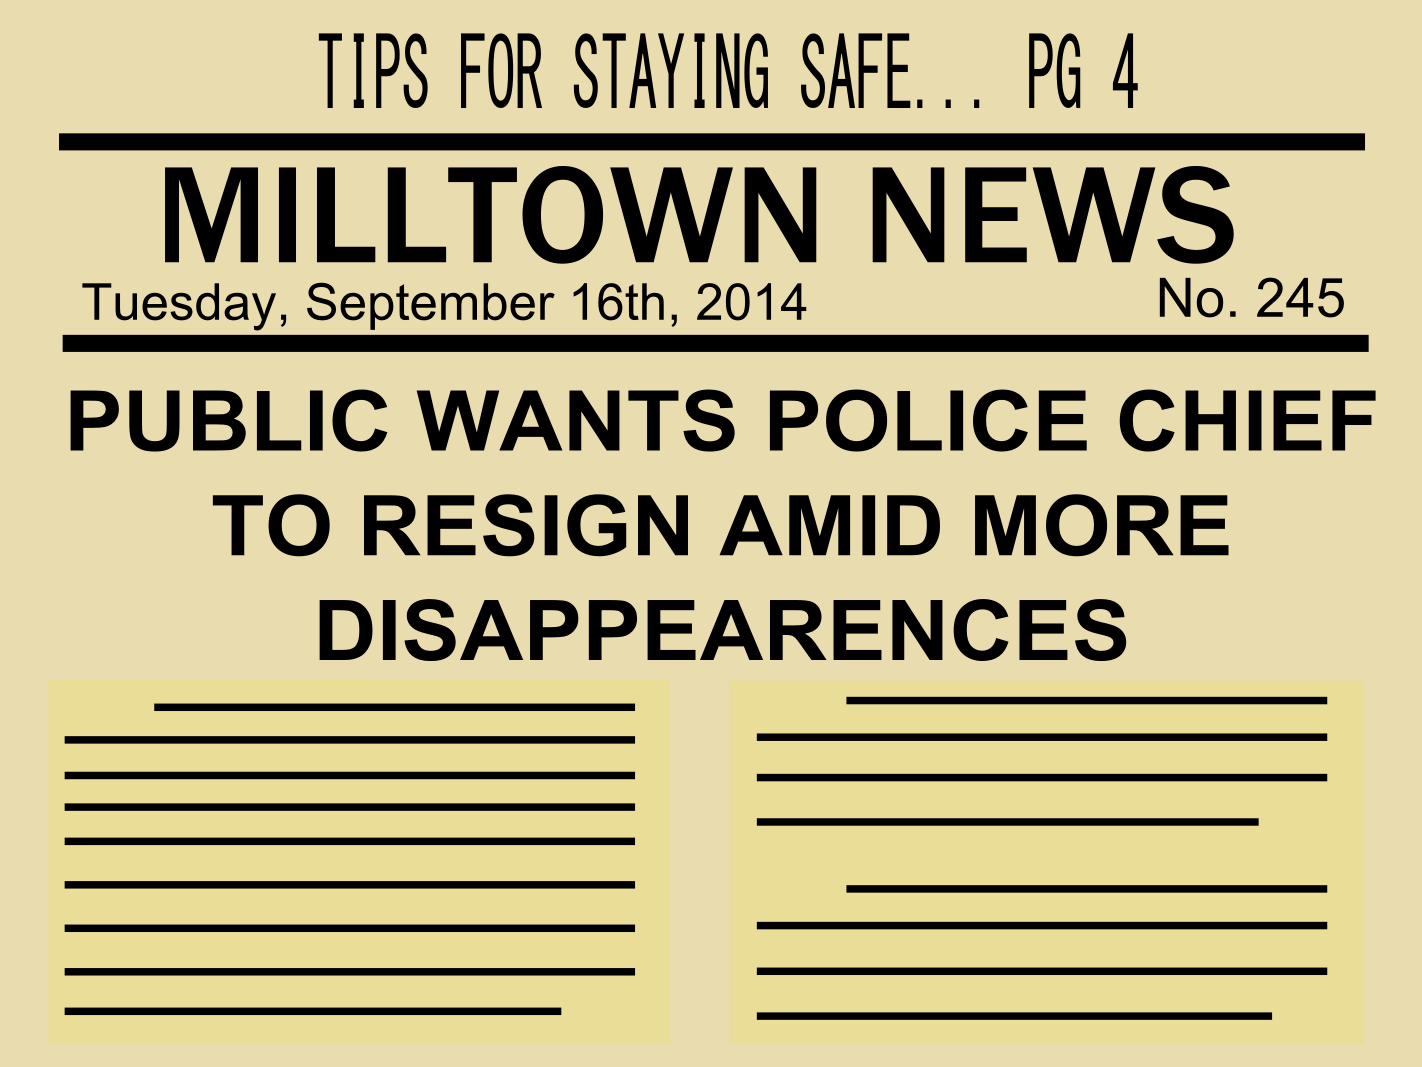 TIPS FOR STAYING SAFE... PG 4
MILLTOWN NEWS
Tuesday, September 16th, 2014 No. 245
PUBLIC WANTS POLICE CHIEF
TO RESIGN AMID MORE
DISAPPEARENCES